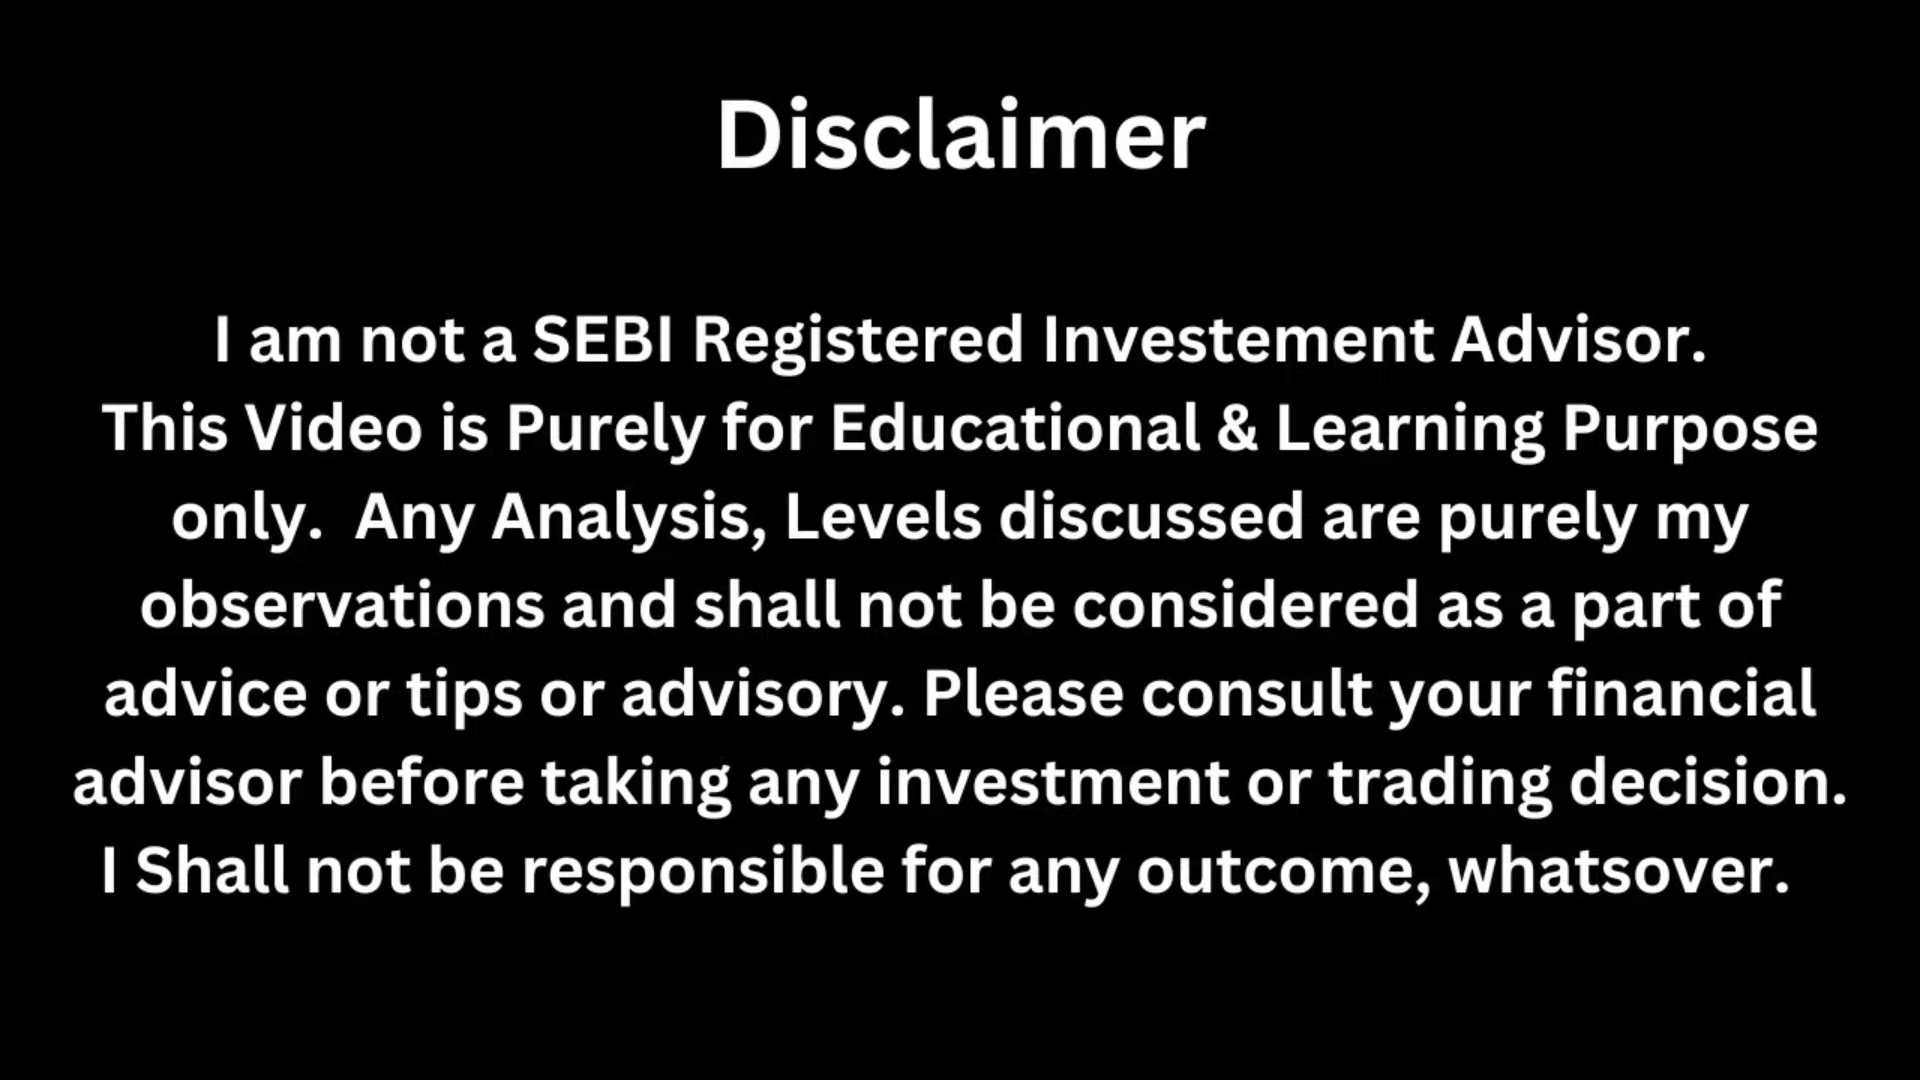 Disclaimer
I am not a SEBI Registered Investement Advisor.
This Video is Purely for Educational & Learning Purpose
only.  Any Analysis, Levels discussed are purely my
observations and shall not be considered as a part of
advice or tips or advisory. Please consult your financial
advisor before taking any investment or trading decision.
I Shall not be responsible for any outcome, whatsover.